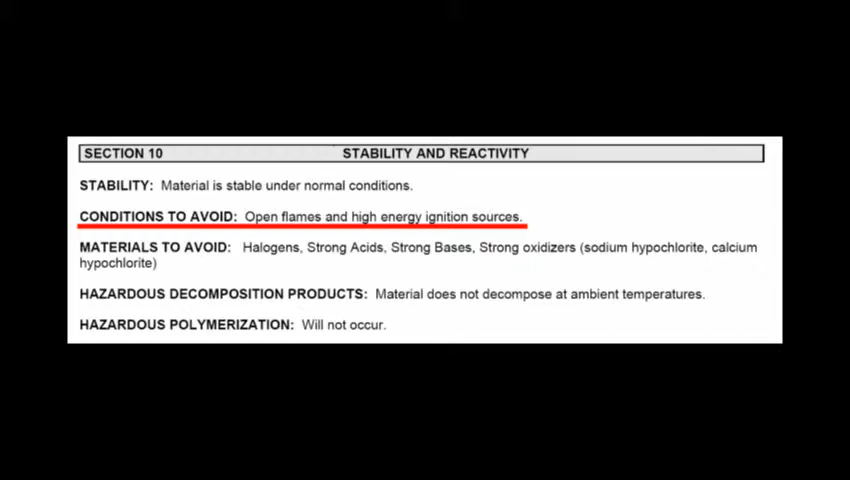 SECTION 10 STABILITY AND REACTIVITY
STABILITY: Material is stable under normal conditions.
CONDITIONS TO AVOID: Open flames and high energy ignition sources.
MATERIALS TO AVOID: Halogens, Strong Acids, Strong Bases, Strong oxidizers (sodium hypochlorite, calcium
hypochlorite)
HAZARDOUS DECOMPOSITION PRODUCTS: Material does not decompose at ambient temperatures.
HAZARDOUS POLYMERIZATION: Will not occur.